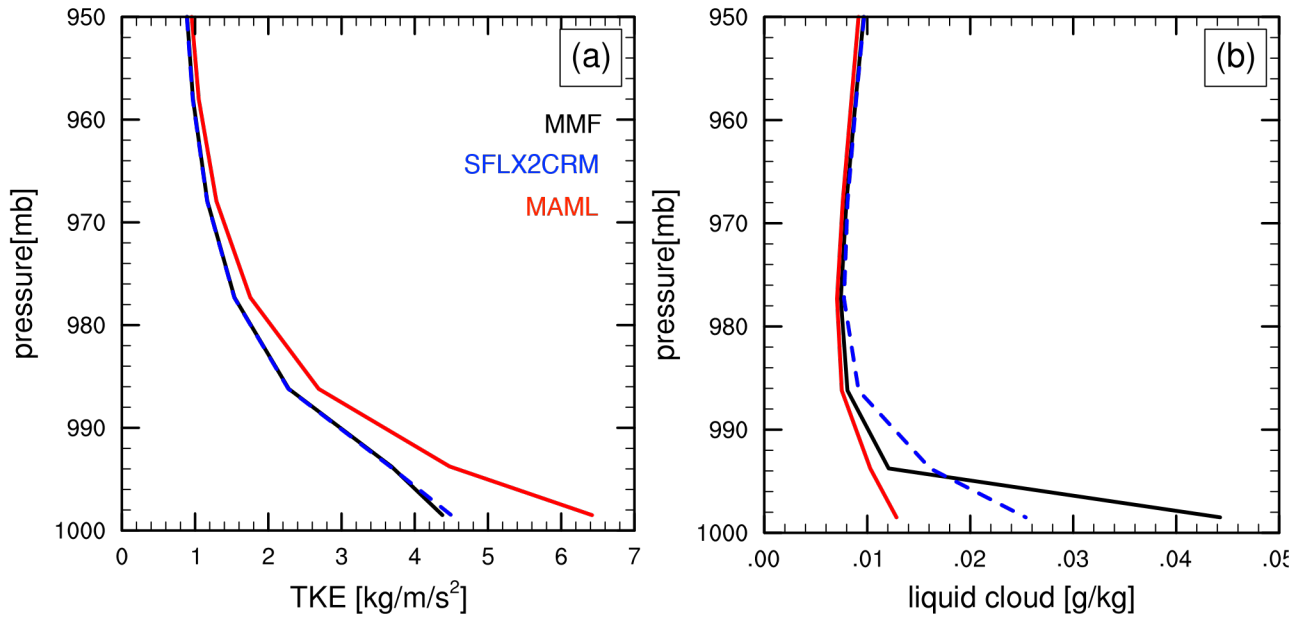 (a)
MMF
SFLX2CRM
MAML
950
960
970
980
990
1000
pressure[mb]
0 1 2 3 4 5 6 7
TKE [kg/m/s²]
(b)
950
960
970
980
990
1000
pressure[mb]
.00 .01 .02 .03 .04 .05
liquid cloud [g/kg]